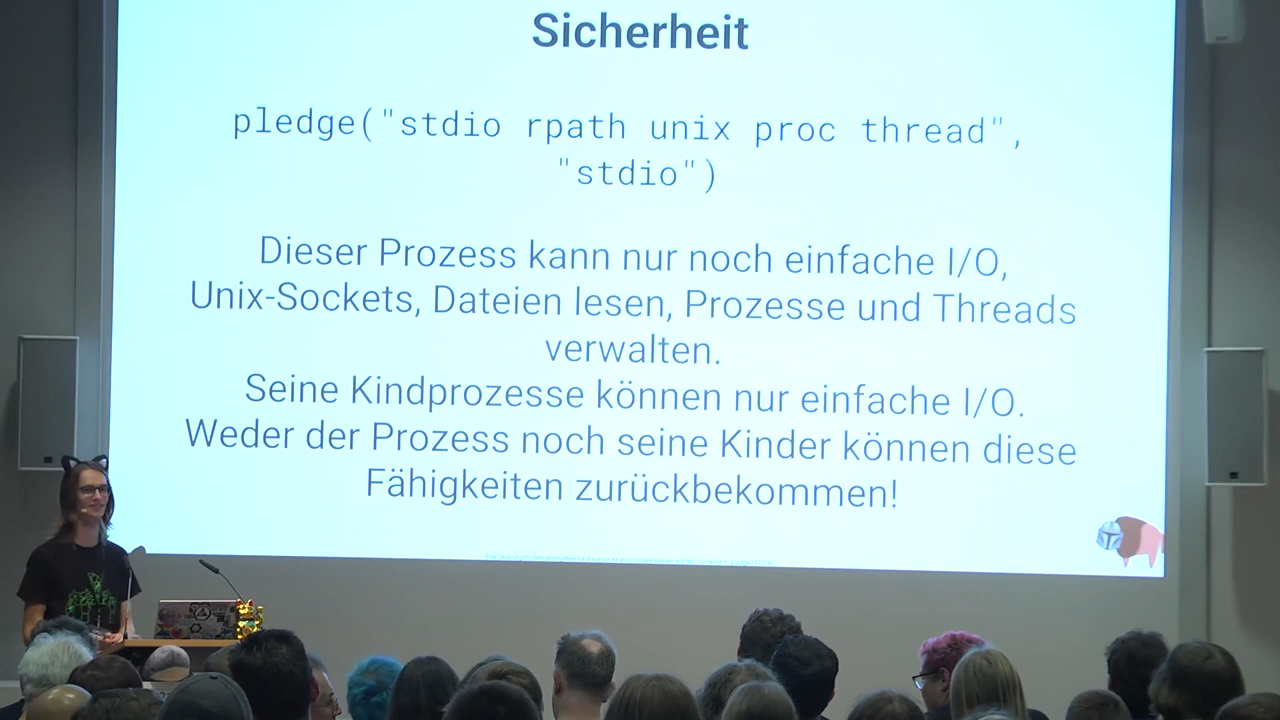 Sicherheit
pledge("stdio rpath unix proc thread",
"stdio")
Dieser Prozess kann nur noch einfache I/O,
Unix-Sockets, Dateien lesen, Prozesse und Threads
verwalten.
Seine Kindprozesse können nur einfache I/O.
Weder der Prozess noch seine Kinder können diese
Fähigkeiten zurückbekommen!